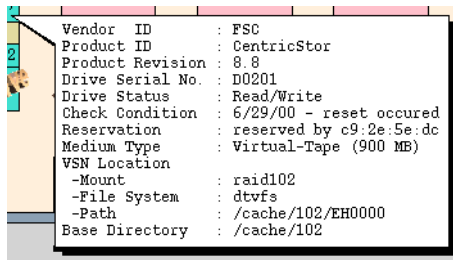 2
Vendor ID : FSC
Product ID : CentricStor
Product Revision : 8.8
Drive Serial No. : D0201
Drive Status : Read/Write
Check Condition : 6/29/00 - reset occured
Reservation : reserved by c9:2e:5e:dc
Medium Type : Virtual-Tape (900 MB)
VSN Location
-Mount : raid102
-File System : dtvfs
-Path : /cache/102/EH0000
Base Directory : /cache/102